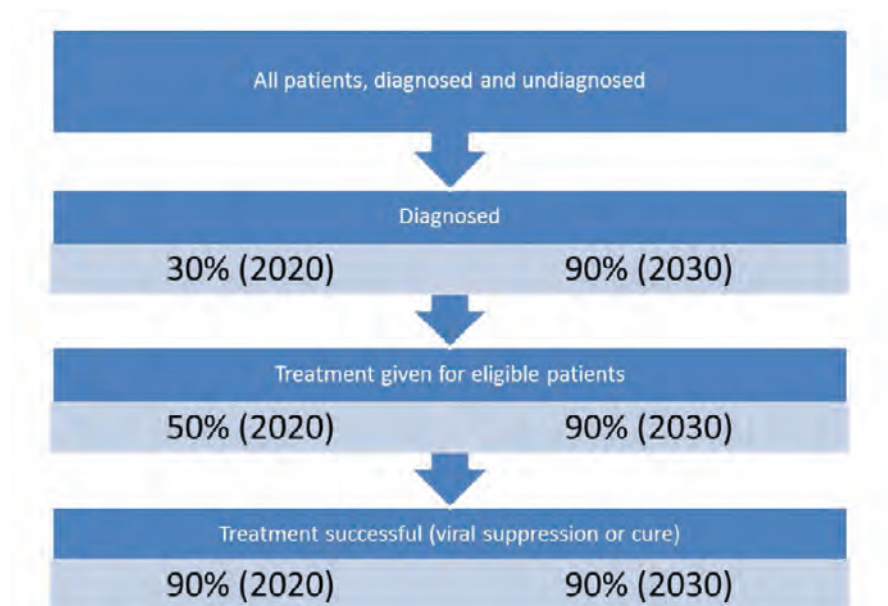 All patients, diagnosed and undiagnosed
Diagnosed
30% (2020) 90% (2030)
Treatment given for eligible patients
50% (2020) 90% (2030)
Treatment successful (viral suppression or cure)
90% (2020) 90% (2030)